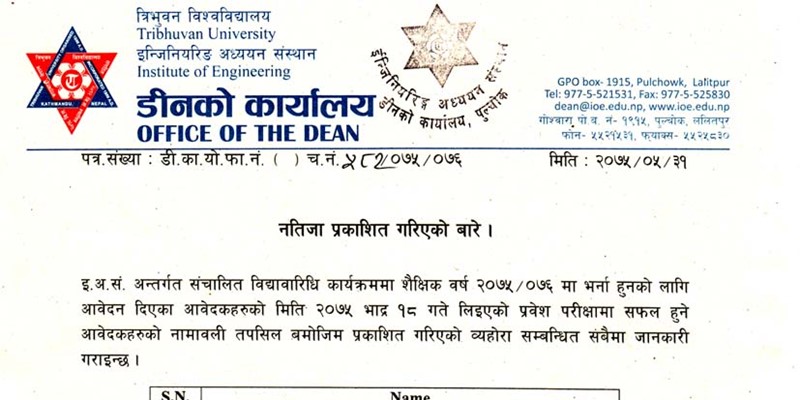 त्रिभुवन विश्वविद्यालय
Tribhuvan University
इन्जिनियरिङ अध्ययन संस्थान
Institute of Engineering
डीनको कार्यालय
OFFICE OF THE DEAN
KATHMANDU, NEPAL
इन्जिनियरिङ्ग अध्ययन संस्थान
डीनको कार्यालय, पुल्चोक
GPO box- 1915, Pulchowk, Lalitpur
Tel: 977-5-521531, Fax: 977-5-525830
dean@ioe.edu.np, www.ioe.edu.np
गोश्वारा पो.ब. नं- १९१५, पुल्चोक, ललितपुर
फोन- ५५२१५३१, फ्याक्स- ५५२५८३०
पत्र.संख्या : डी.का.यो.फा.नं. ( ) च.नं. ५८२ २०७५/०७६
मिति : २०७५/०५/३१
नतिजा प्रकाशित गरिएको बारे ।
इ.अ.सं. अन्तर्गत संचालित विद्यावारिधि कार्यक्रममा शैक्षिक वर्ष २०७५/०७६ मा भर्ना हुनको लागि
आवेदन दिएका आवेदकहरुको मिति २०७५ भाद्र १८ गते लिइएको प्रवेश परीक्षामा सफल हुने
आवेदकहरुको नामावली तपसिल बमोजिम प्रकाशित गरिएको व्यहोरा सम्बन्धित सबैमा जानकारी
गराइन्छ ।
S.N. Name